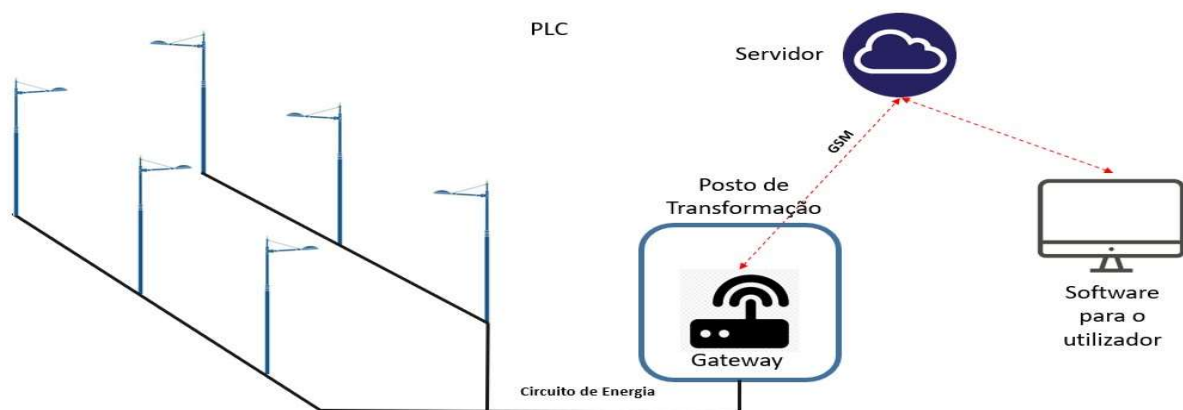 PLC
Servidor
GSM
Posto de
Transformação
Gateway
Software
para o
utilizador
Circuito de Energia